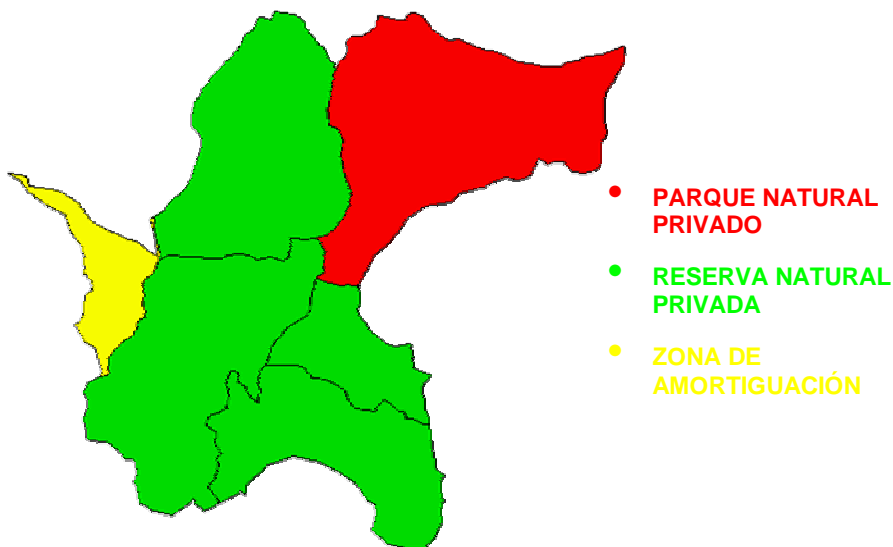 • PARQUE NATURAL
PRIVADO
• RESERVA NATURAL
PRIVADA
• ZONA DE
AMORTIGUACIÓN